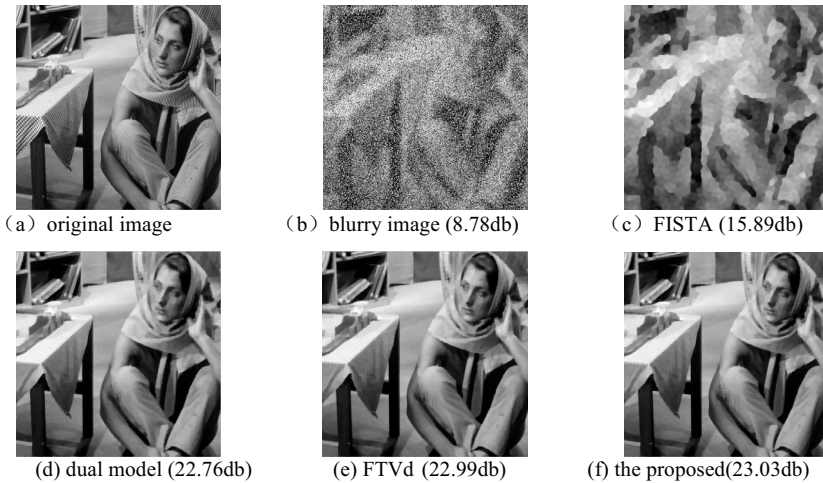 （a）original image
（b）blurry image (8.78db)
（c）FISTA (15.89db)
(d) dual model (22.76db)
(e) FTVd (22.99db)
(f) the proposed(23.03db)